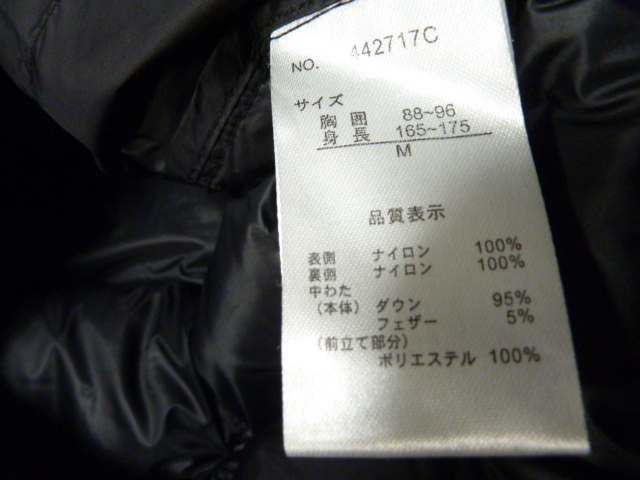 NO. 442717C
サイズ
胸囲 88~96
身長 165~175
M
品質表示
表側 ナイロン 100%
裏側 ナイロン 100%
中わた
(本体) ダウン 95%
フェザー 5%
(前立て部分)
ポリエステル 100%